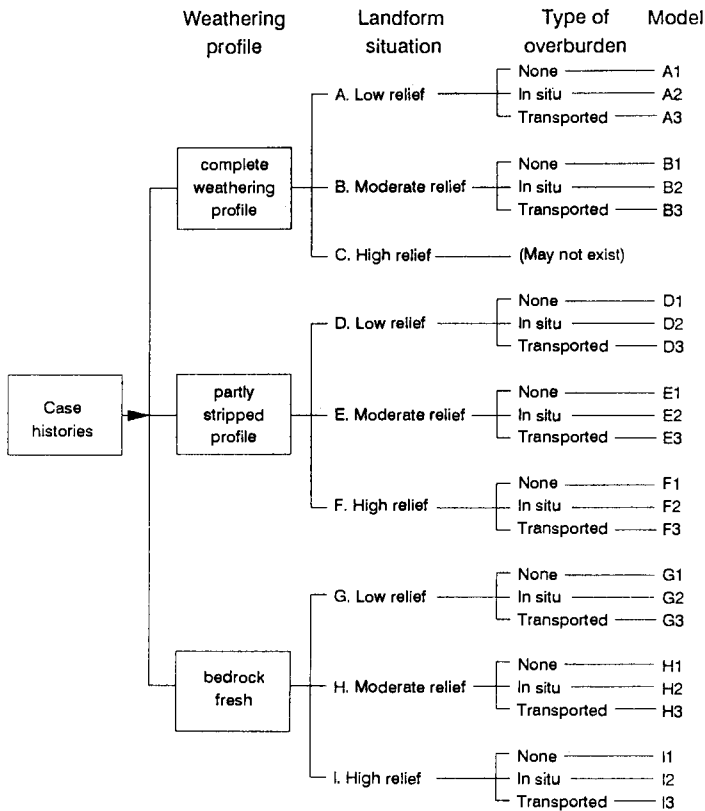 Weathering profile
Landform situation
Type of overburden
Model
Case histories
complete weathering profile
A. Low relief
None A1
In situ A2
Transported A3
B. Moderate relief
None B1
In situ B2
Transported B3
C. High relief
(May not exist)
partly stripped profile
D. Low relief
None D1
In situ D2
Transported D3
E. Moderate relief
None E1
In situ E2
Transported E3
F. High relief
None F1
In situ F2
Transported F3
bedrock fresh
G. Low relief
None G1
In situ G2
Transported G3
H. Moderate relief
None H1
In situ H2
Transported H3
I. High relief
None I1
In situ I2
Transported I3